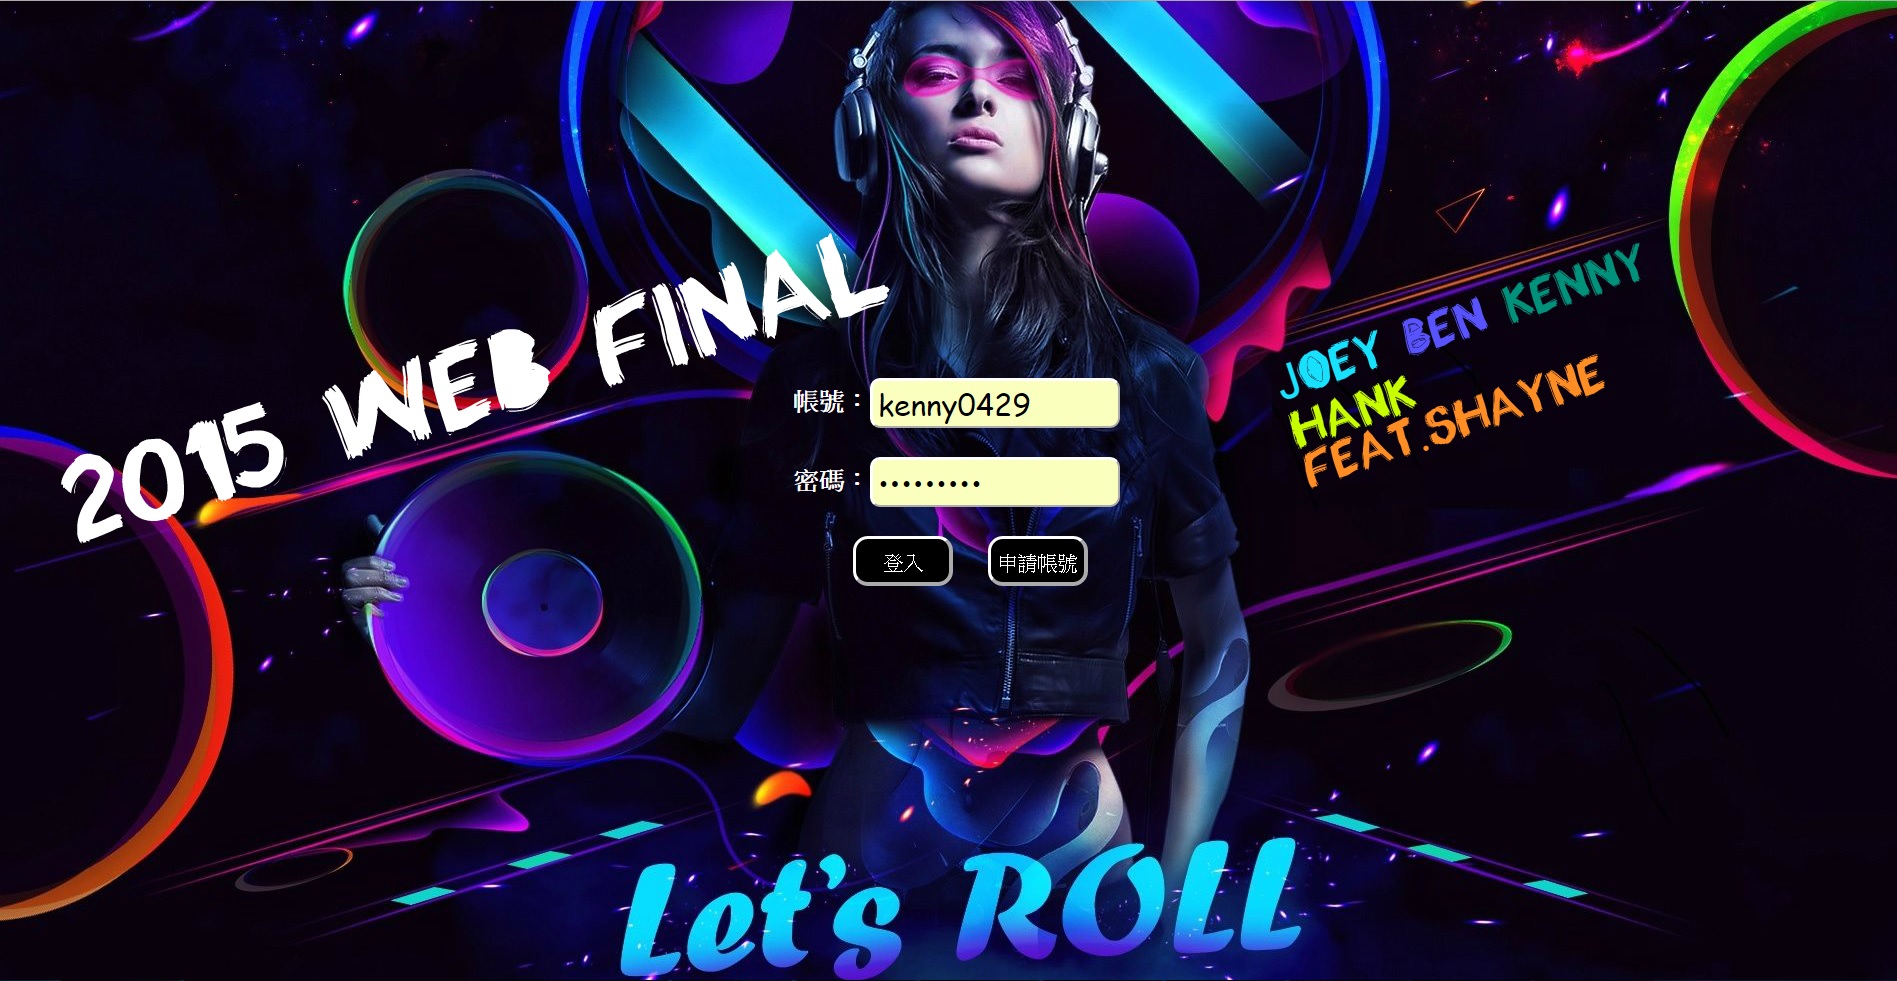 2015 WEB FINAL
JOEY BEN KENNY
HANK
FEAT.SHAYNE
帳號：kenny0429
密碼：•••••••••
登入 申請帳號
Let's ROLL